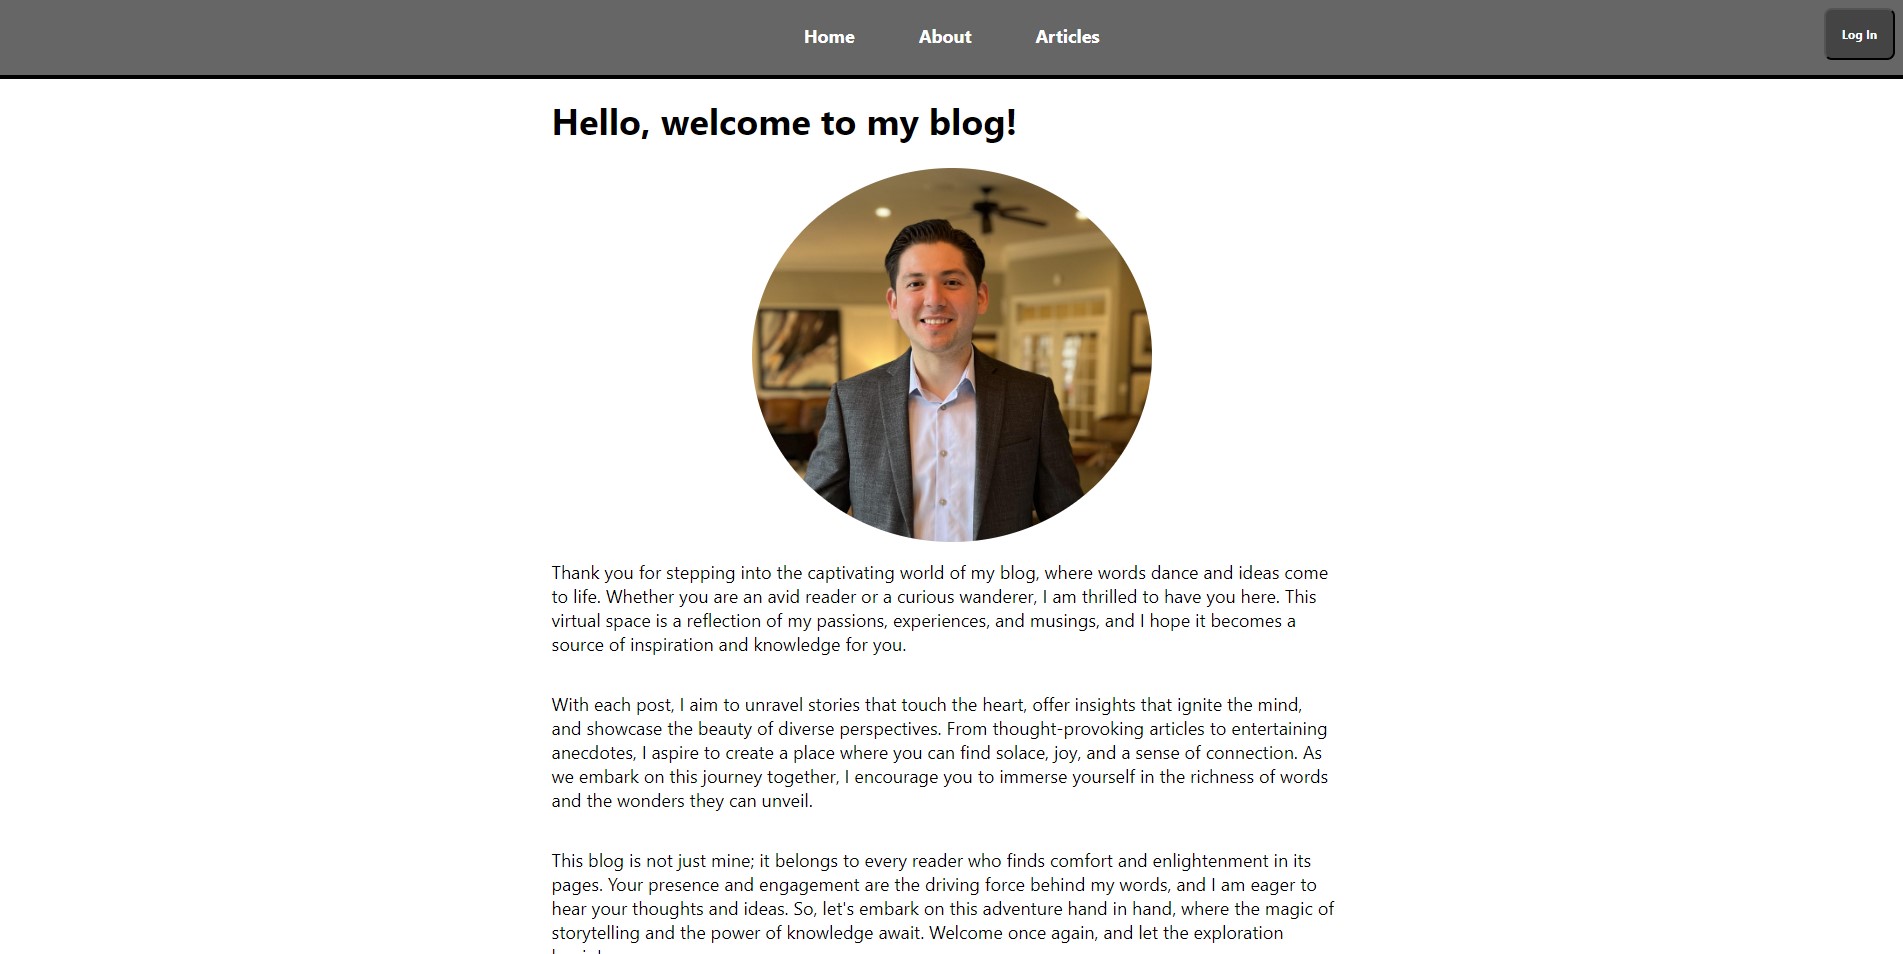 Home About Articles
Log In
Hello, welcome to my blog!
Thank you for stepping into the captivating world of my blog, where words dance and ideas come
to life. Whether you are an avid reader or a curious wanderer, I am thrilled to have you here. This
virtual space is a reflection of my passions, experiences, and musings, and I hope it becomes a
source of inspiration and knowledge for you.
With each post, I aim to unravel stories that touch the heart, offer insights that ignite the mind,
and showcase the beauty of diverse perspectives. From thought-provoking articles to entertaining
anecdotes, I aspire to create a place where you can find solace, joy, and a sense of connection. As
we embark on this journey together, I encourage you to immerse yourself in the richness of words
and the wonders they can unveil.
This blog is not just mine; it belongs to every reader who finds comfort and enlightenment in its
pages. Your presence and engagement are the driving force behind my words, and I am eager to
hear your thoughts and ideas. So, let's embark on this adventure hand in hand, where the magic of
storytelling and the power of knowledge await. Welcome once again, and let the exploration